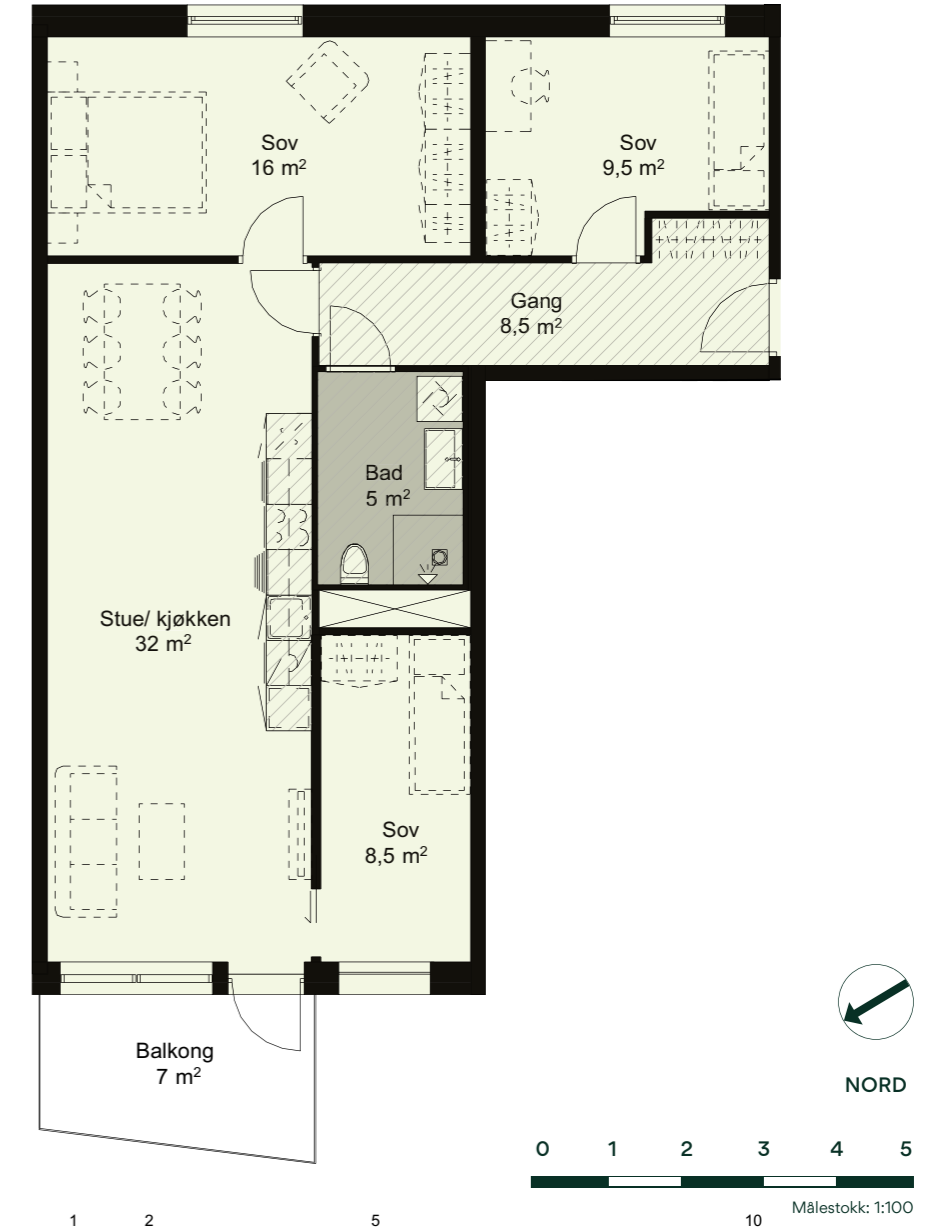 Sov
16 m²
Sov
9,5 m²
Gang
8,5 m²
Bad
5 m²
Stue/ kjøkken
32 m²
Sov
8,5 m²
Balkong
7 m²
NORD
0 1 2 3 4 5
Målestokk: 1:100
1 2 5 10